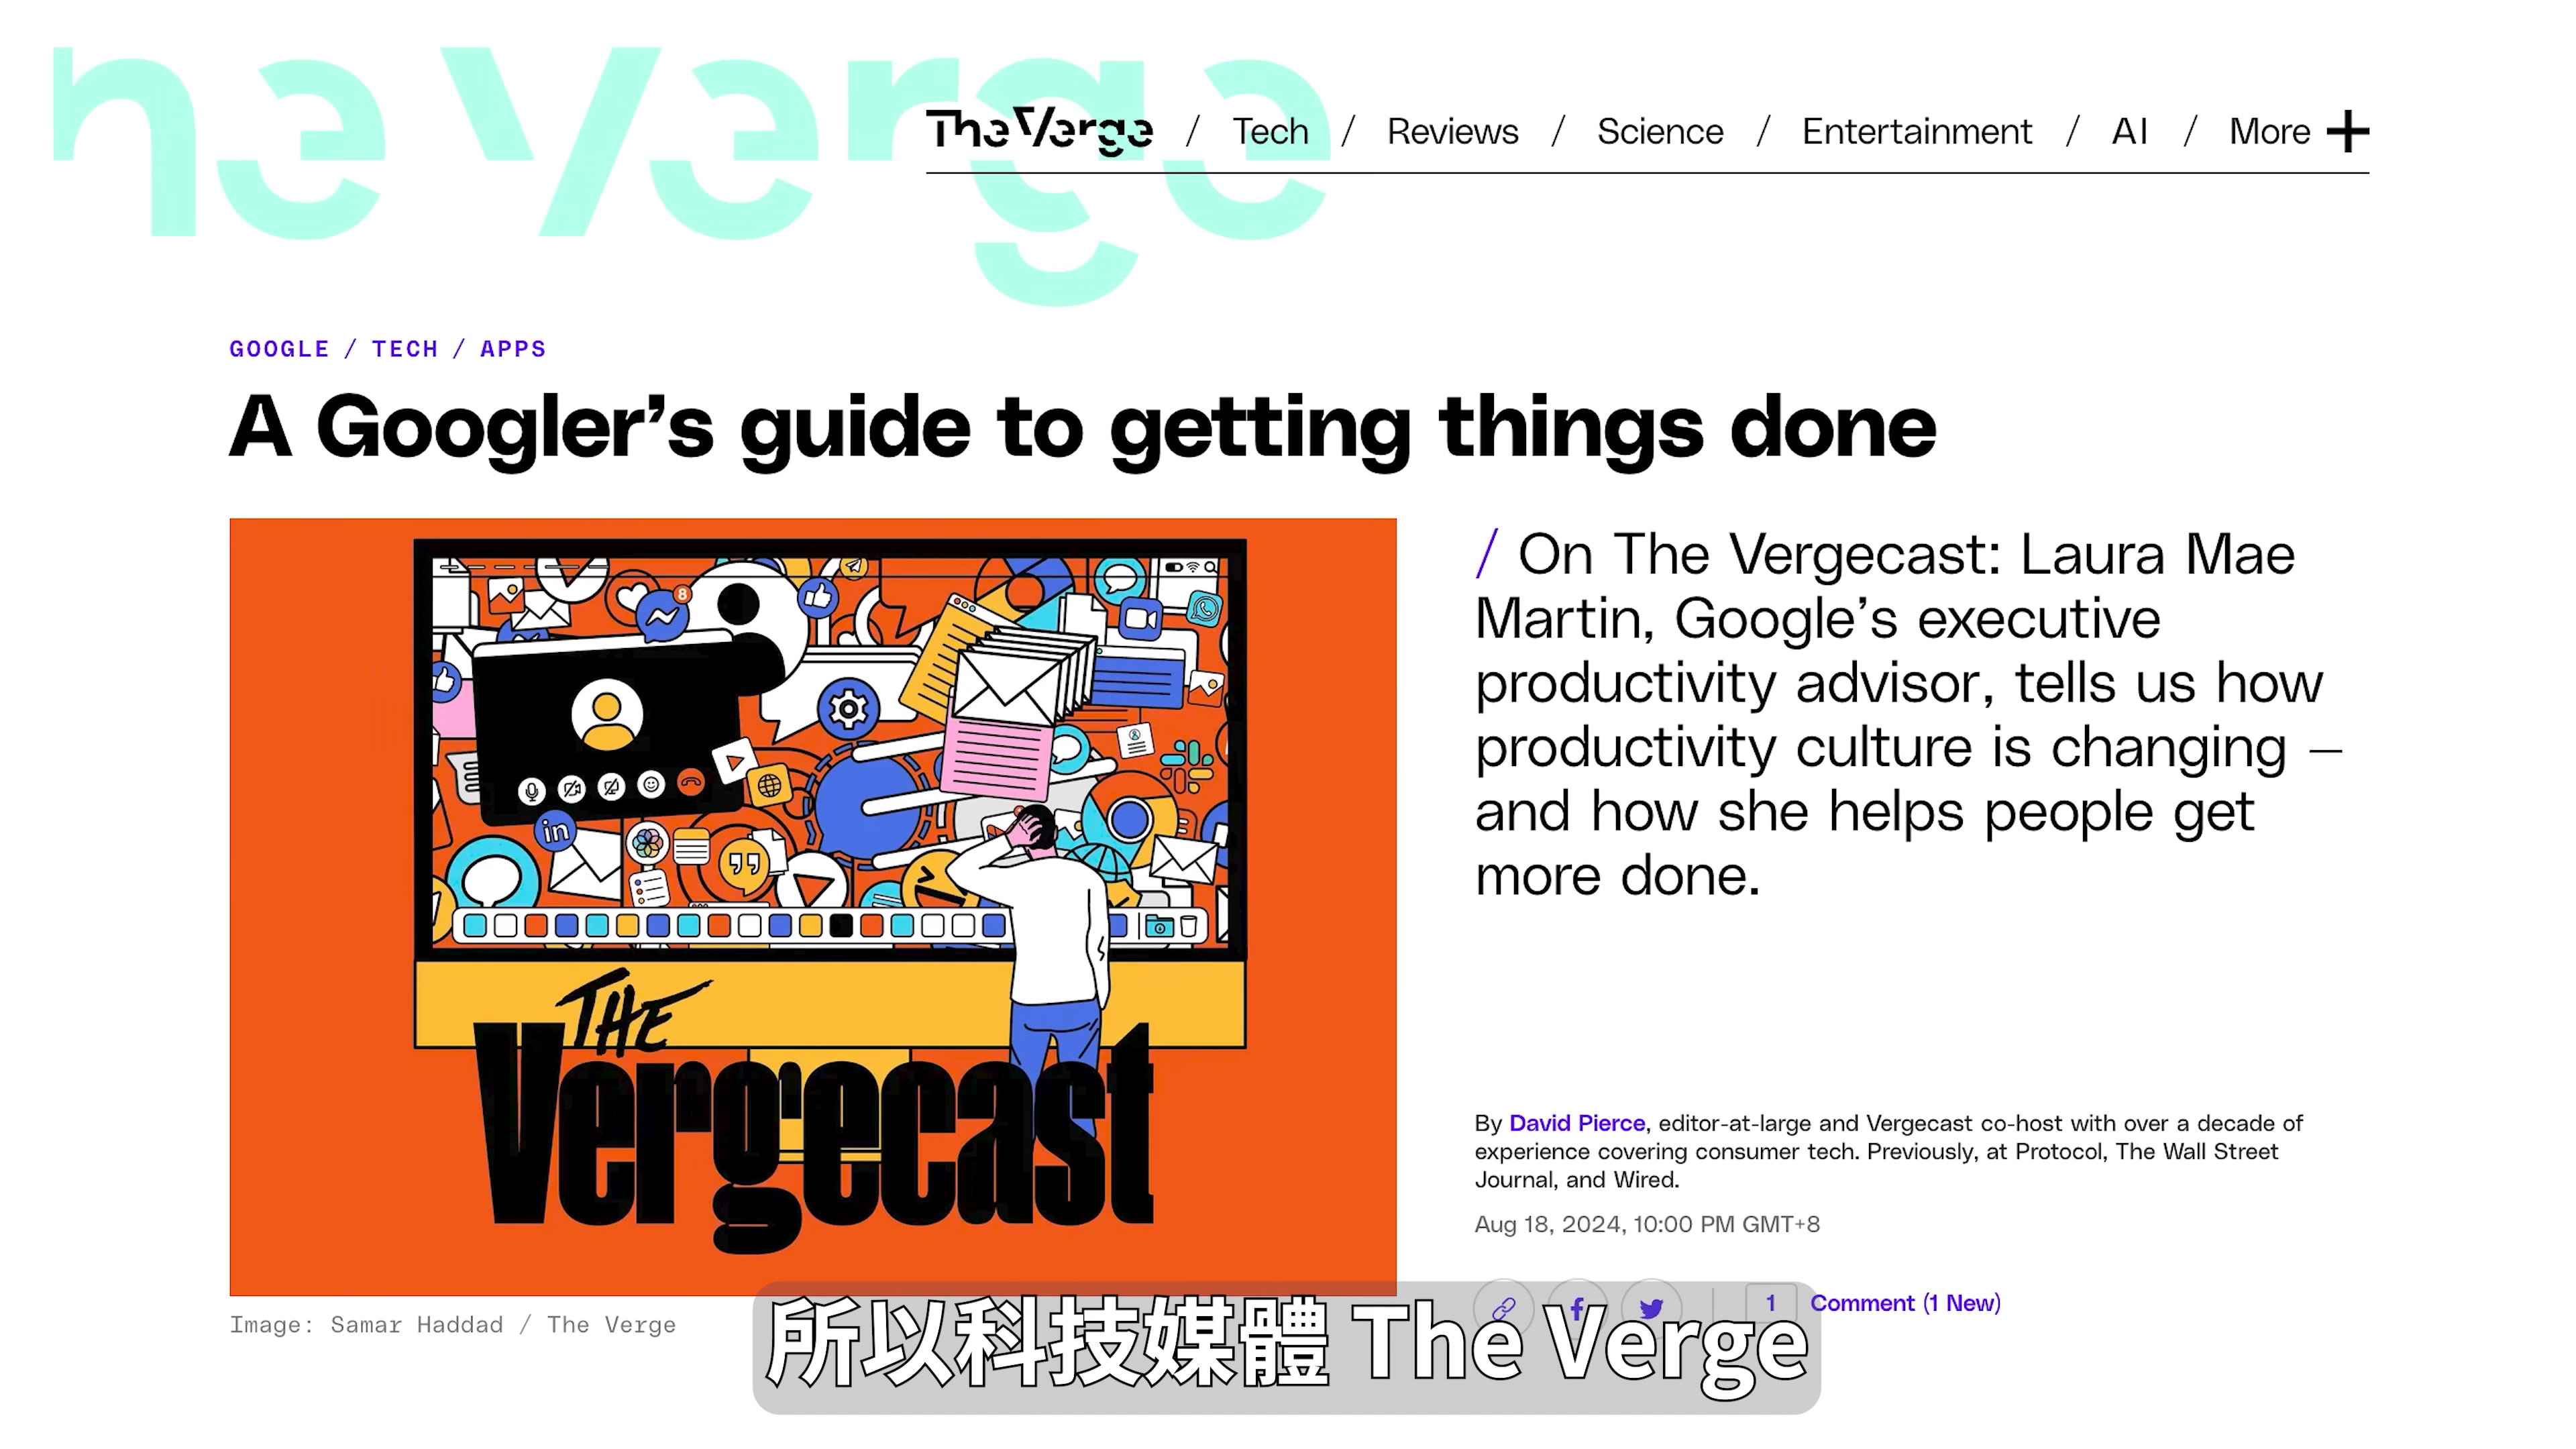 he Verge
The Verge / Tech / Reviews / Science / Entertainment / AI / More +
GOOGLE / TECH / APPS
A Googler’s guide to getting things done
/ On The Vergecast: Laura Mae
Martin, Google’s executive
productivity advisor, tells us how
productivity culture is changing —
and how she helps people get
more done.
8
in
THE
Vergecast
By David Pierce, editor-at-large and Vergecast co-host with over a decade of
experience covering consumer tech. Previously, at Protocol, The Wall Street
Journal, and Wired.
Aug 18, 2024, 10:00 PM GMT+8
1 Comment (1 New)
Image: Samar Haddad / The Verge
所以科技媒體 The Verge